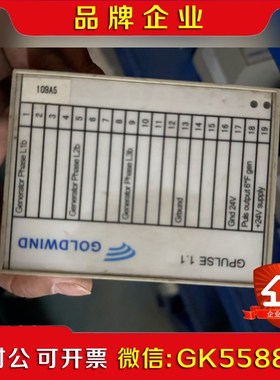 品牌企业
109A5
1 Generator Phase L1b
2
3
4
5 Generator Phase L2b
6
7
8
9 Generator Phase L3b
10
11
12 Ground
13
14
15
16 Gnd 24V
17 Puls output 6*F gen
18
19 +24V supply
GOLDWIND
GPULSE 1.1
对公 可开票 微信:GK5588